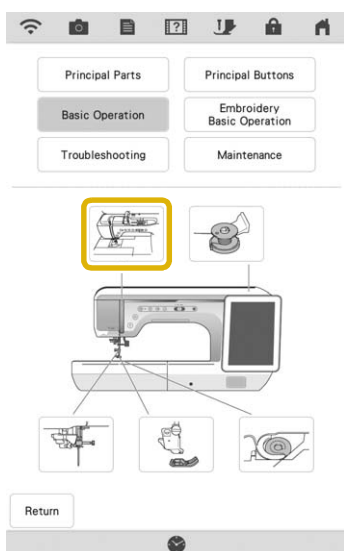 Principal Parts
Principal Buttons
Basic Operation
Embroidery
Basic Operation
Troubleshooting
Maintenance
Return